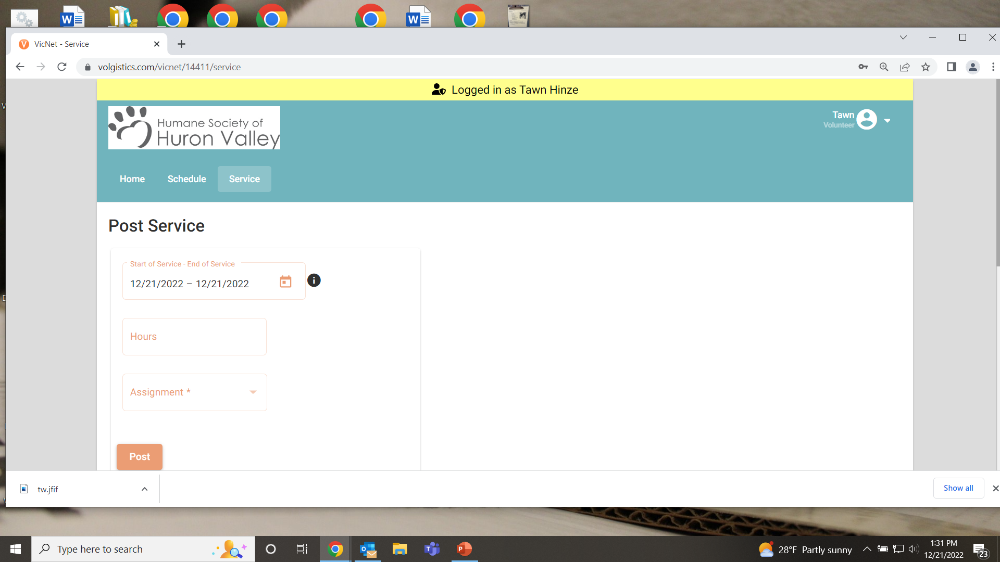 VicNet - Service
volgistics.com/vicnet/14411/service
Logged in as Tawn Hinze
Humane Society of
Huron Valley
Tawn
Volunteer
Home Schedule Service
Post Service
Start of Service - End of Service
12/21/2022 – 12/21/2022
Hours
Assignment *
Post
tw.jfif
Show all
Type here to search
28°F Partly sunny
1:31 PM
12/21/2022
23